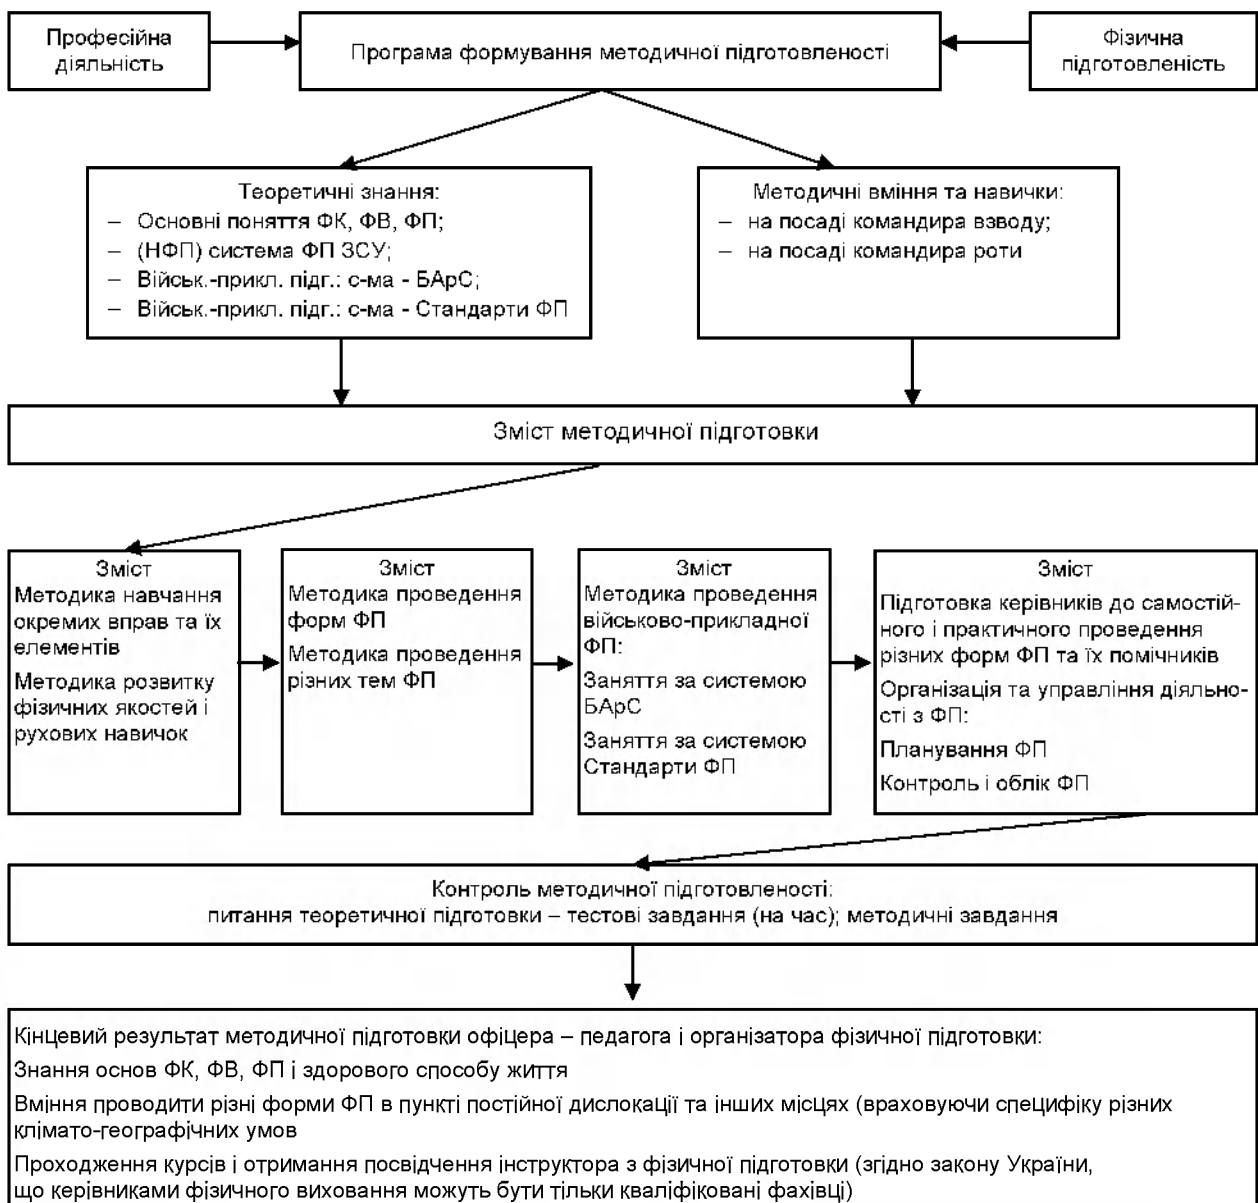 Професійна
діяльність
Програма формування методичної підготовленості
Фізична
підготовленість
Теоретичні знання:
– Основні поняття ФК, ФВ, ФП;
– (НФП) система ФП ЗСУ;
– Військ.-прикл. підг.: с-ма - БАрС;
– Військ.-прикл. підг.: с-ма - Стандарти ФП
Методичні вміння та навички:
– на посаді командира взводу;
– на посаді командира роти
Зміст методичної підготовки
Зміст
Методика навчання
окремих вправ та їх
елементів
Методика розвитку
фізичних якостей і
рухових навичок
Зміст
Методика проведення
форм ФП
Методика проведення
різних тем ФП
Зміст
Методика проведення
військово-прикладної
ФП:
Заняття за системою
БАрС
Заняття за системою
Стандарти ФП
Зміст
Підготовка керівників до самостій-
ного і практичного проведення
різних форм ФП та їх помічників
Організація та управління діяльно-
сті з ФП:
Планування ФП
Контроль і облік ФП
Контроль методичної підготовленості:
питання теоретичної підготовки – тестові завдання (на час); методичні завдання
Кінцевий результат методичної підготовки офіцера – педагога і організатора фізичної підготовки:
Знання основ ФК, ФВ, ФП і здорового способу життя
Вміння проводити різні форми ФП в пункті постійної дислокації та інших місцях (враховуючи специфіку різних
клімато-географічних умов
Проходження курсів і отримання посвідчення інструктора з фізичної підготовки (згідно закону України,
що керівниками фізичного виховання можуть бути тільки кваліфіковані фахівці)